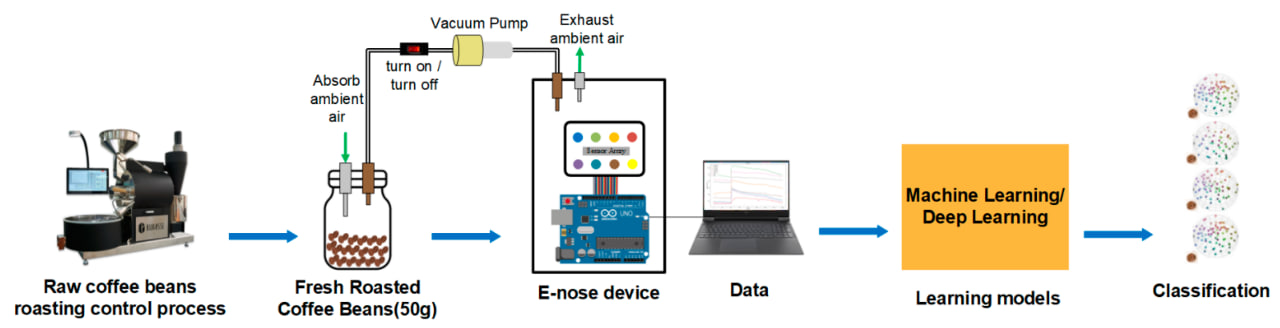 Vacuum Pump
Exhaust
ambient air
turn on /
turn off
Absorb
ambient
air
Sensor Array
UNO
Machine Learning/
Deep Learning
Raw coffee beans
roasting control process
Fresh Roasted
Coffee Beans(50g)
E-nose device
Data
Learning models
Classification